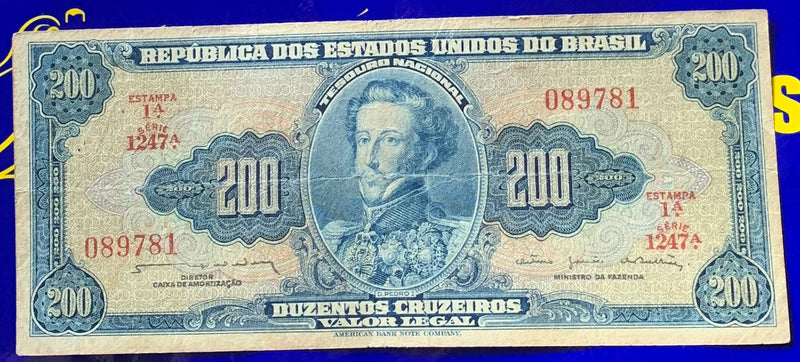 REPÚBLICA DOS ESTADOS UNIDOS DO BRASIL
TESOURO NACIONAL
200
200
ESTAMPA
1ª
SÉRIE
1247ª
089781
200
200
089781
ESTAMPA
1ª
SÉRIE
1247ª
DIRETOR
CAIXA DE AMORTIZAÇÃO
MINISTRO DA FAZENDA
D. PEDRO I
200
200
DUZENTOS CRUZEIROS
VALOR LEGAL
AMERICAN BANK NOTE COMPANY.